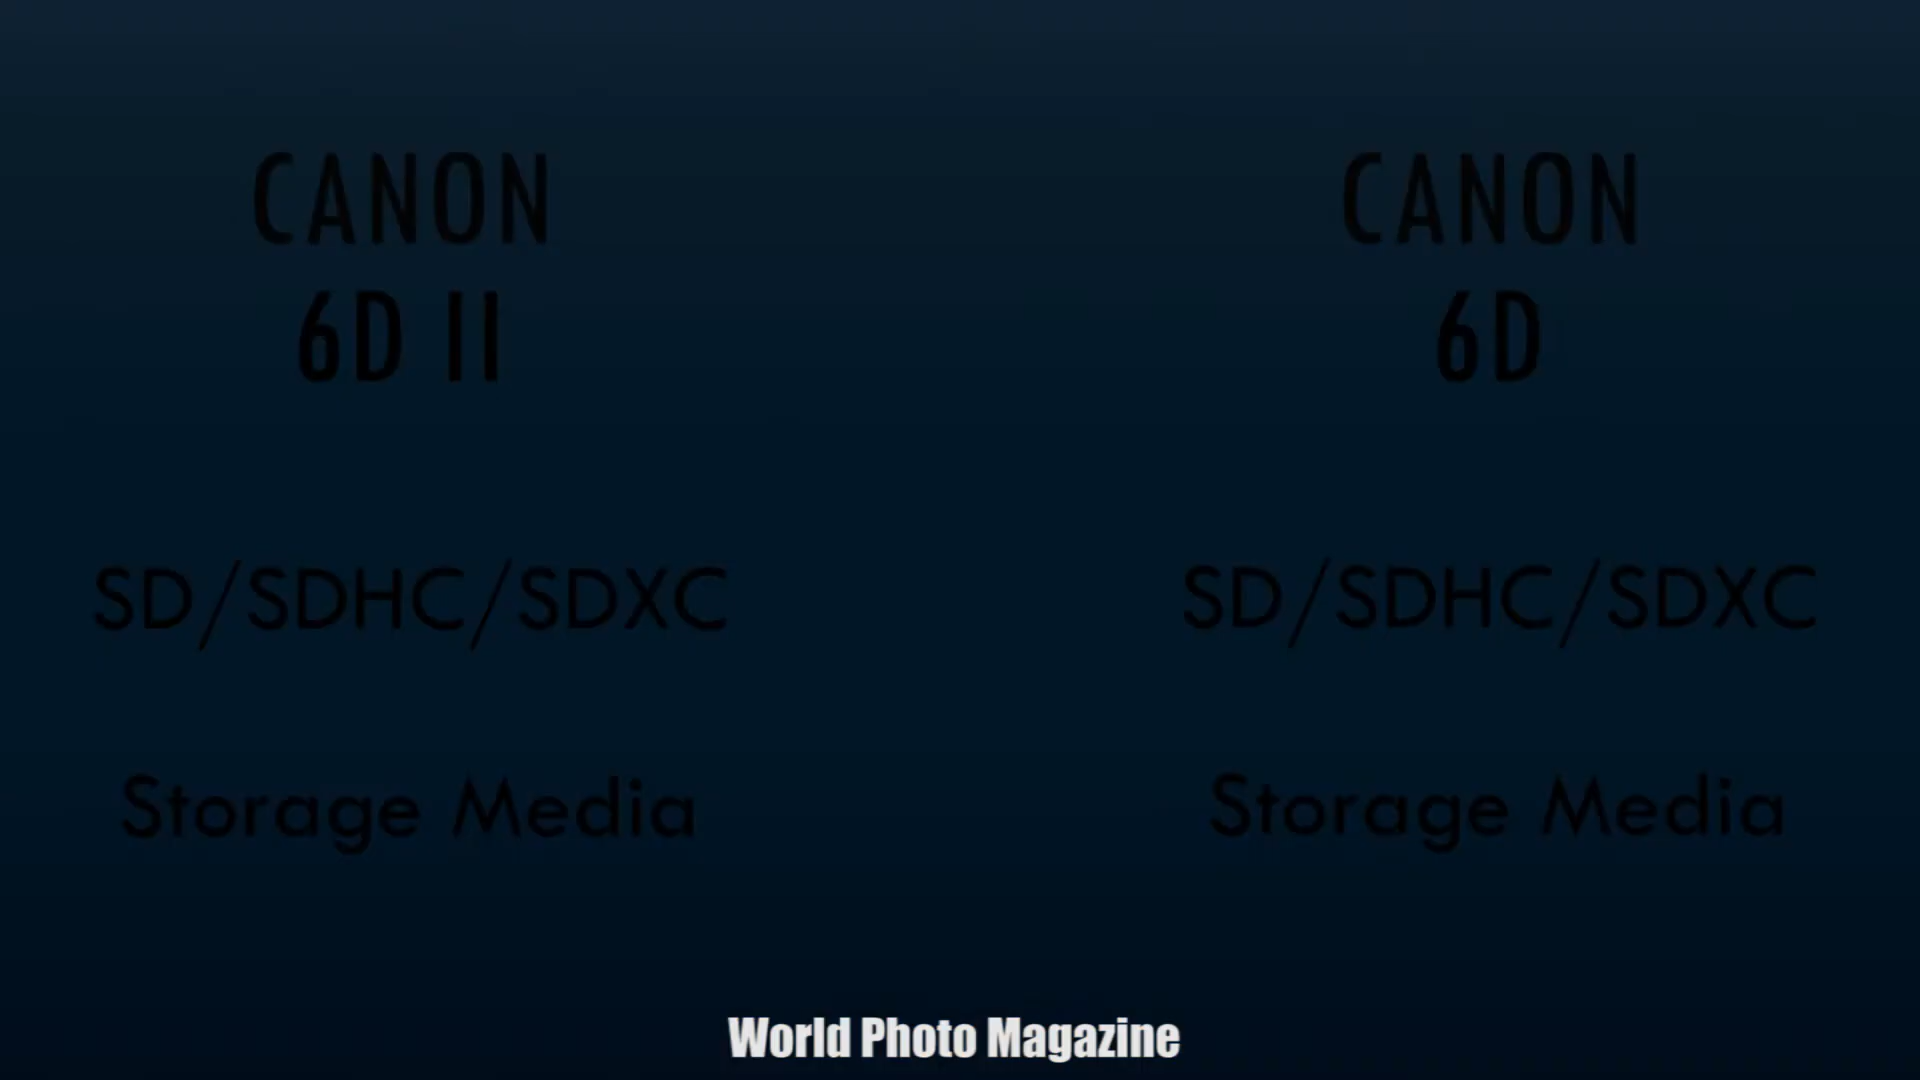 CANON
6D II
SD/SDHC/SDXC
Storage Media
CANON
6D
SD/SDHC/SDXC
Storage Media
World Photo Magazine